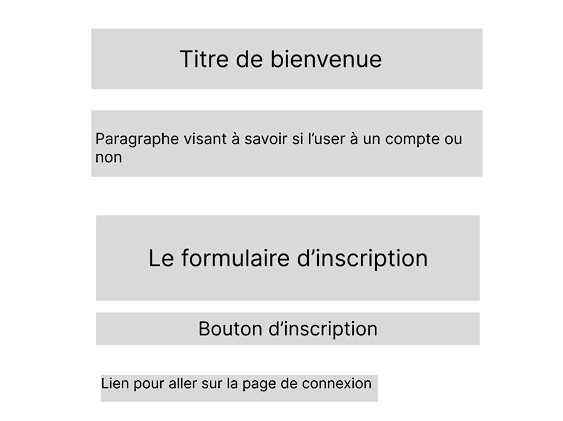 Titre de bienvenue
Paragraphe visant à savoir si l’user à un compte ou
non
Le formulaire d’inscription
Bouton d’inscription
Lien pour aller sur la page de connexion